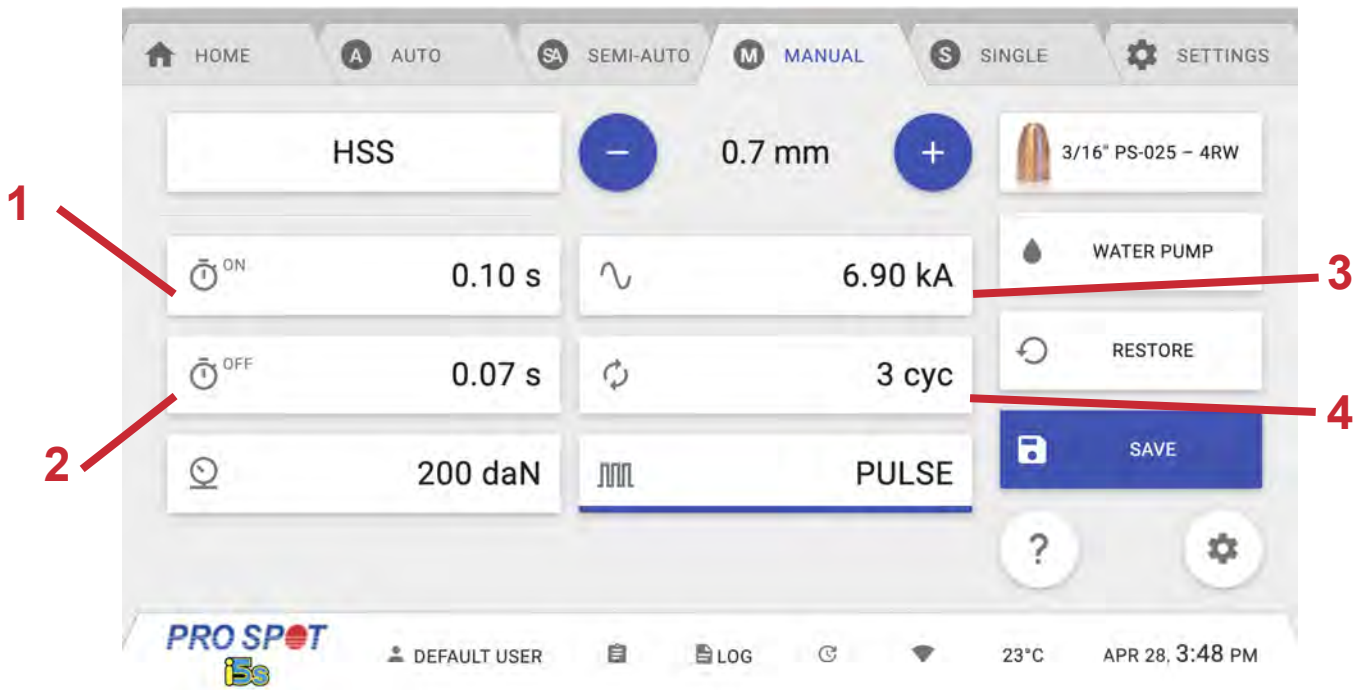 HOME A AUTO SA SEMI-AUTO M MANUAL S SINGLE SETTINGS
HSS − 0.7 mm + 3/16" PS-025 – 4RW
1
ON 0.10 s 6.90 kA WATER PUMP
3
OFF 0.07 s 3 cyc RESTORE
4
2
200 daN PULSE SAVE
?
PRO SPOT
i5s
DEFAULT USER LOG 23°C APR 28, 3:48 PM